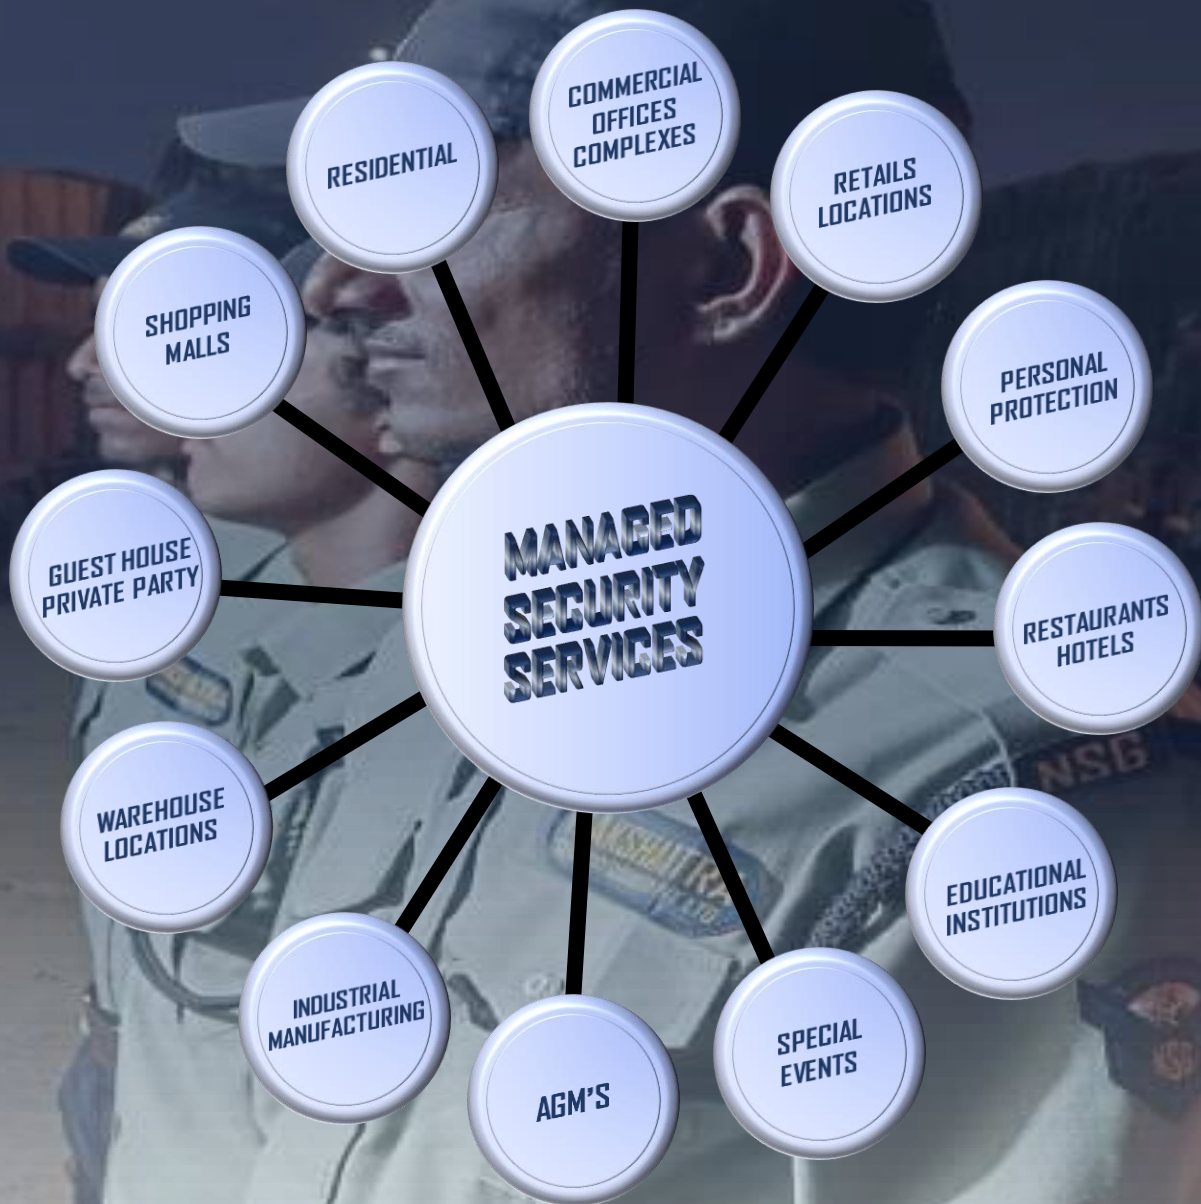 COMMERCIAL
OFFICES
COMPLEXES
RESIDENTIAL
RETAILS
LOCATIONS
SHOPPING
MALLS
PERSONAL
PROTECTION
MANAGED
SECURITY
SERVICES
GUEST HOUSE
PRIVATE PARTY
RESTAURANTS
HOTELS
NSG
WAREHOUSE
LOCATIONS
EDUCATIONAL
INSTITUTIONS
INDUSTRIAL
MANUFACTURING
SPECIAL
EVENTS
AGM'S
NSG